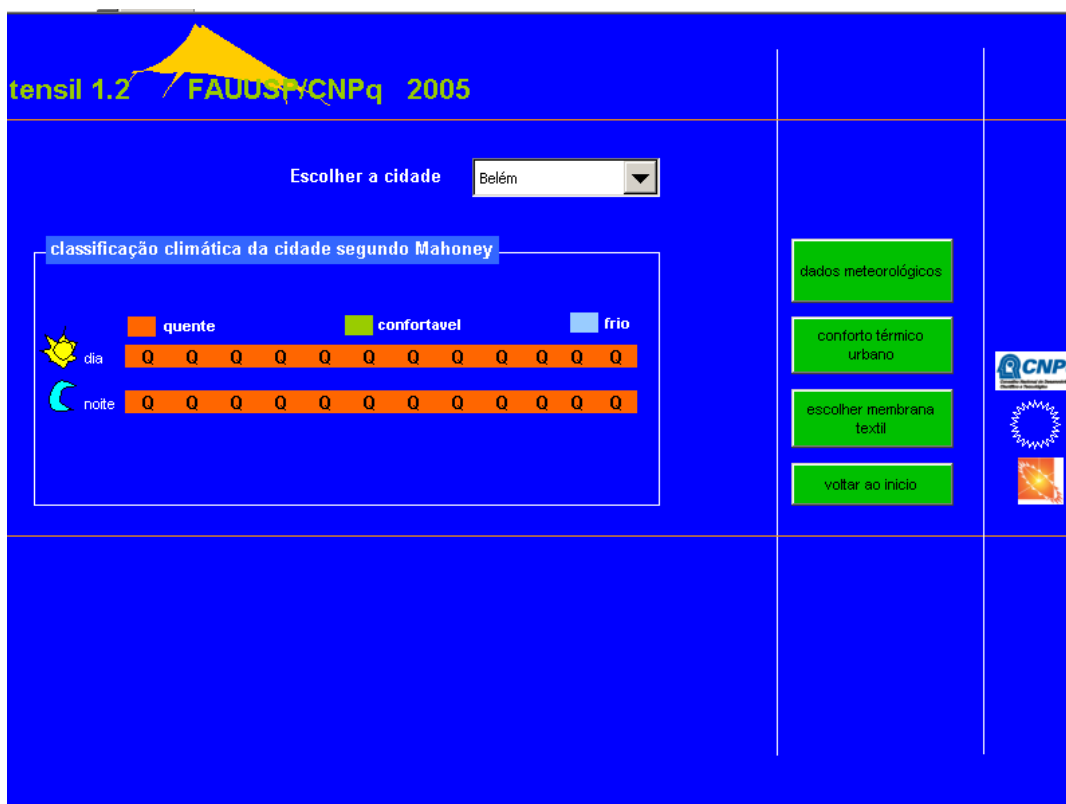 tensil 1.2 FAUUSP/CNPq 2005
Escolher a cidade Belém
classificação climática da cidade segundo Mahoney
quente confortavel frio
dia Q Q Q Q Q Q Q Q Q Q Q Q
noite Q Q Q Q Q Q Q Q Q Q Q Q
dados meteorológicos
conforto térmico
urbano
escolher membrana
textil
voltar ao inicio
CNP